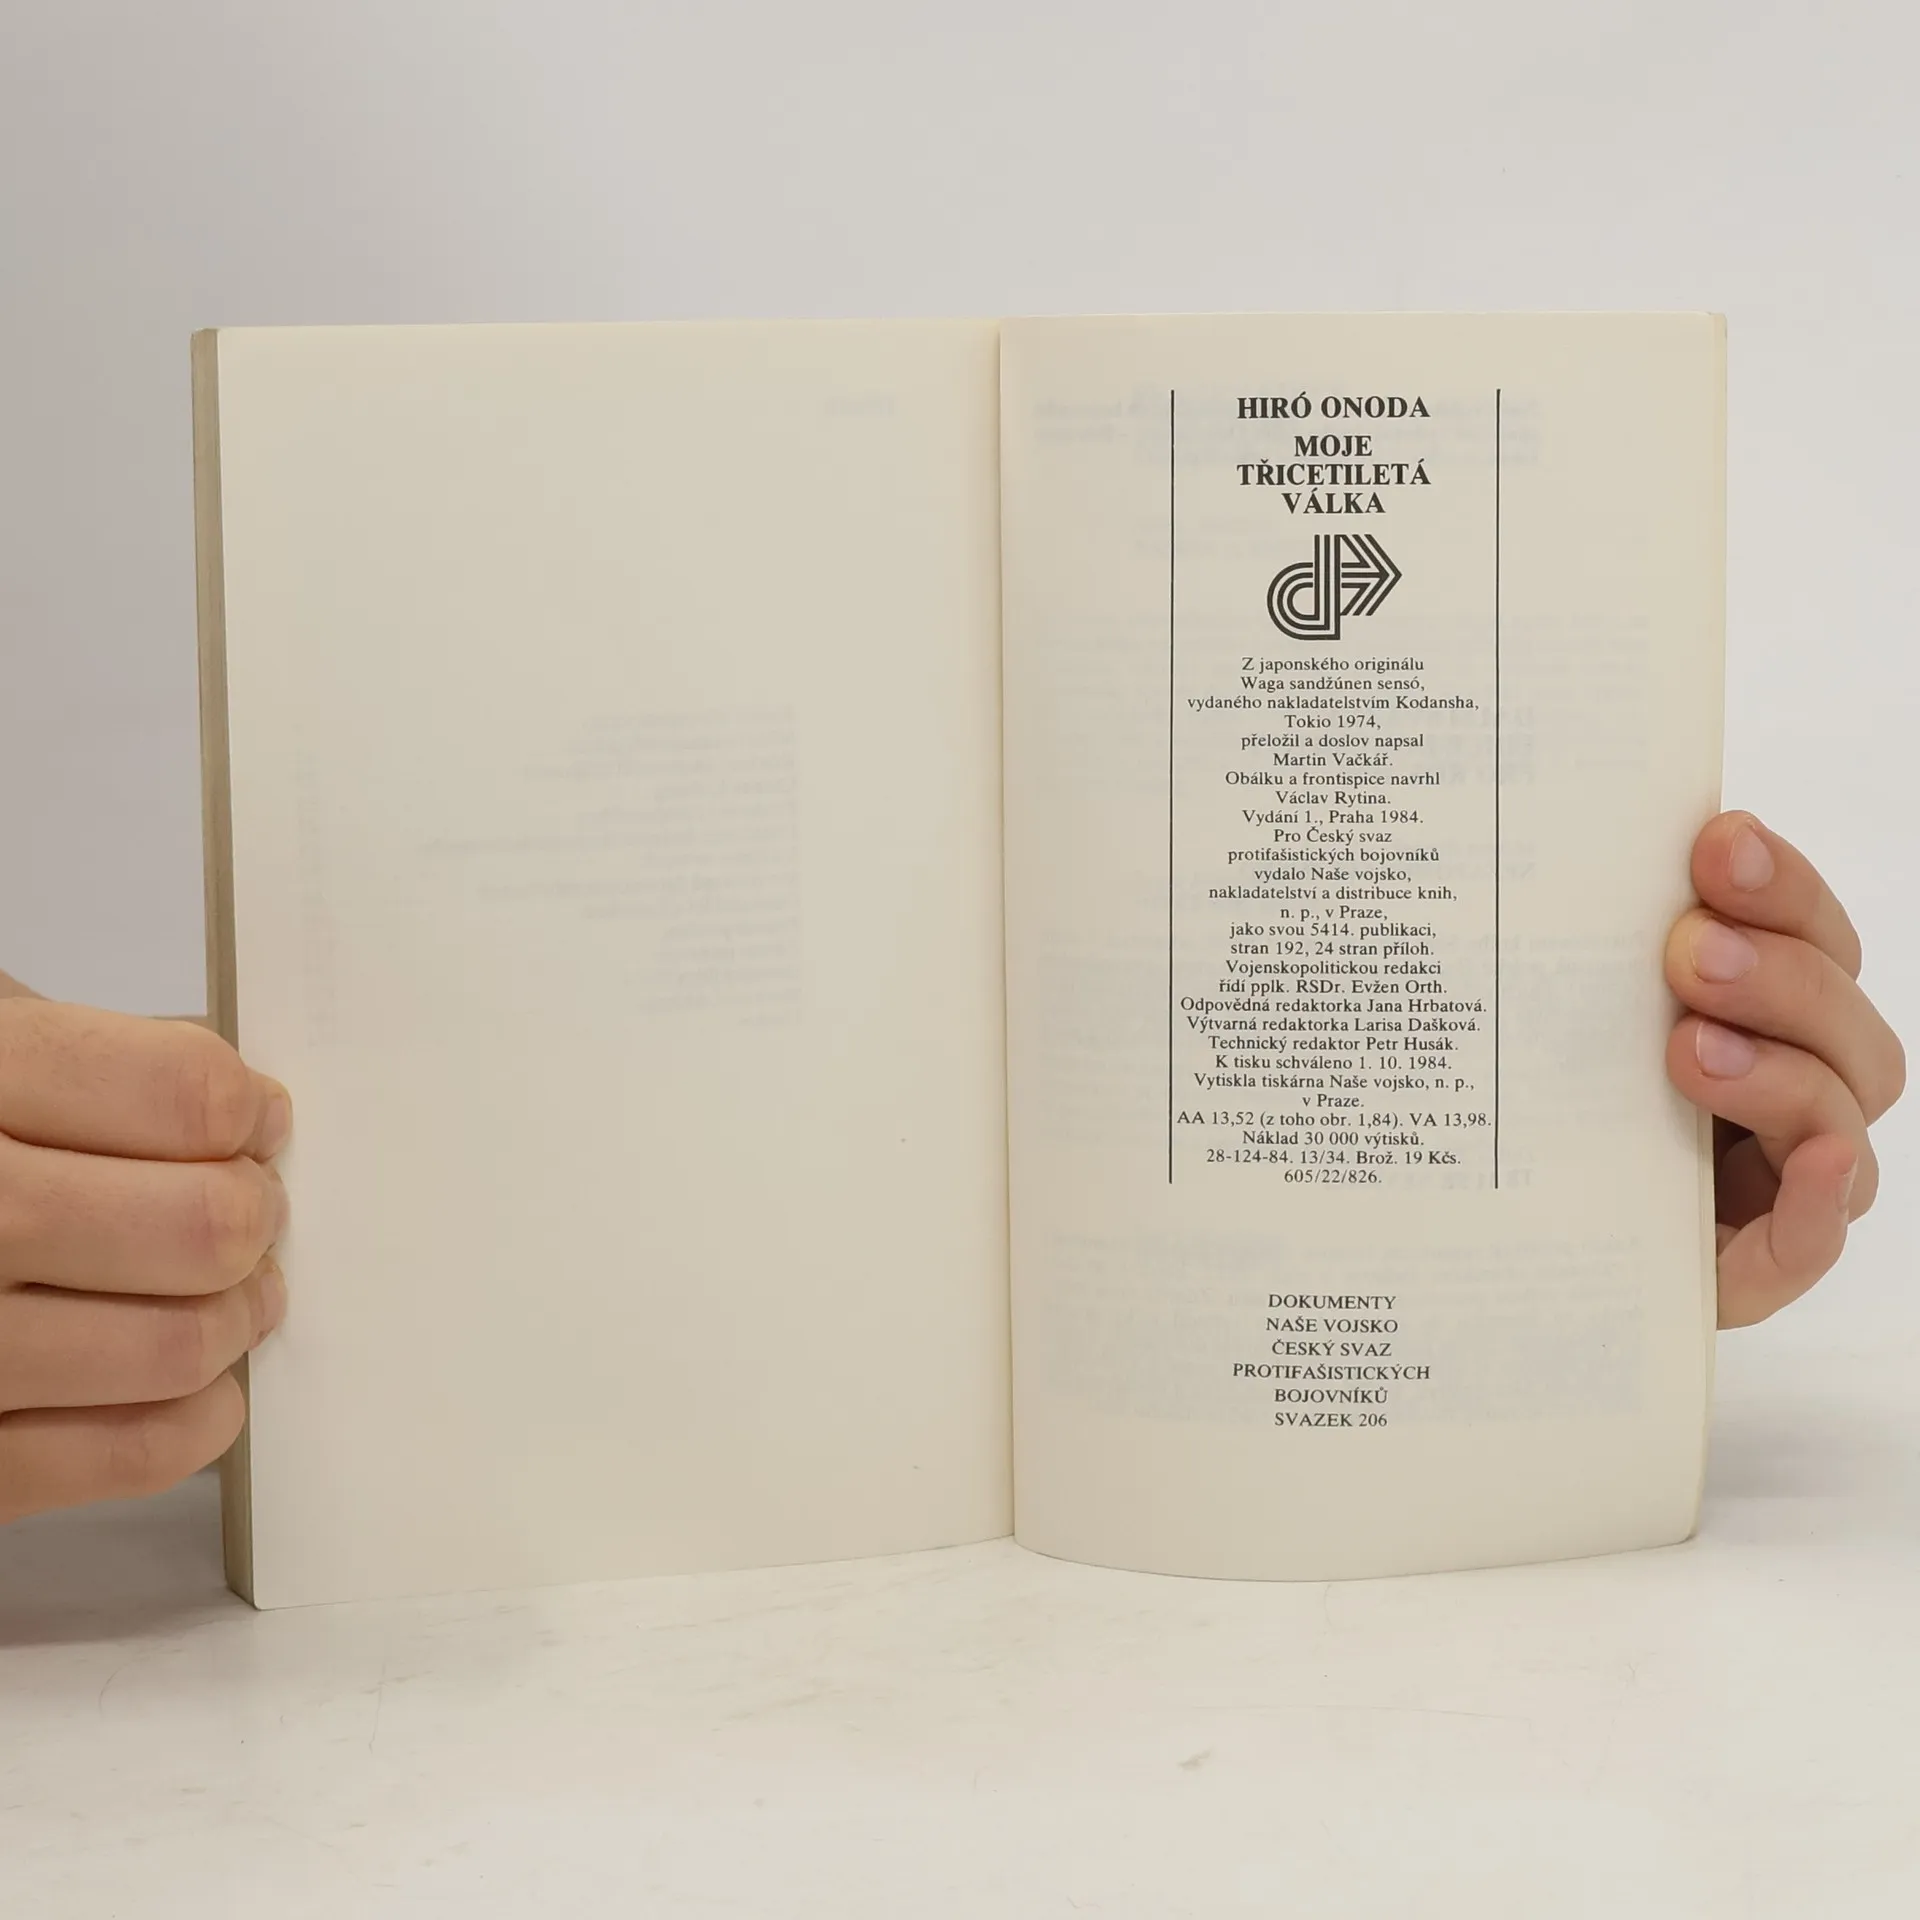 HIRÓ ONODA
MOJE
TŘICETILETÁ
VÁLKA
Z japonského originálu
Waga sandžúnen sensó,
vydaného nakladatelstvím Kodansha,
Tokio 1974,
přeložil a doslov napsal
Martin Vačkář.
Obálku a frontispice navrhl
Václav Rytina.
Vydání 1., Praha 1984.
Pro Český svaz
protifašistických bojovníků
vydalo Naše vojsko,
nakladatelství a distribuce knih,
n. p., v Praze,
jako svou 5414. publikaci,
stran 192, 24 stran příloh.
Vojenskopolitickou redakci
řídí pplk. RSDr. Evžen Orth.
Odpovědná redaktorka Jana Hrbatová.
Výtvarná redaktorka Larisa Dašková.
Technický redaktor Petr Husák.
K tisku schváleno 1. 10. 1984.
Vytiskla tiskárna Naše vojsko, n. p.,
v Praze.
AA 13,52 (z toho obr. 1,84). VA 13,98.
Náklad 30 000 výtisků.
28-124-84. 13/34. Brož. 19 Kčs.
605/22/826.
DOKUMENTY
NAŠE VOJSKO
ČESKÝ SVAZ
PROTIFAŠISTICKÝCH
BOJOVNÍKŮ
SVAZEK 206